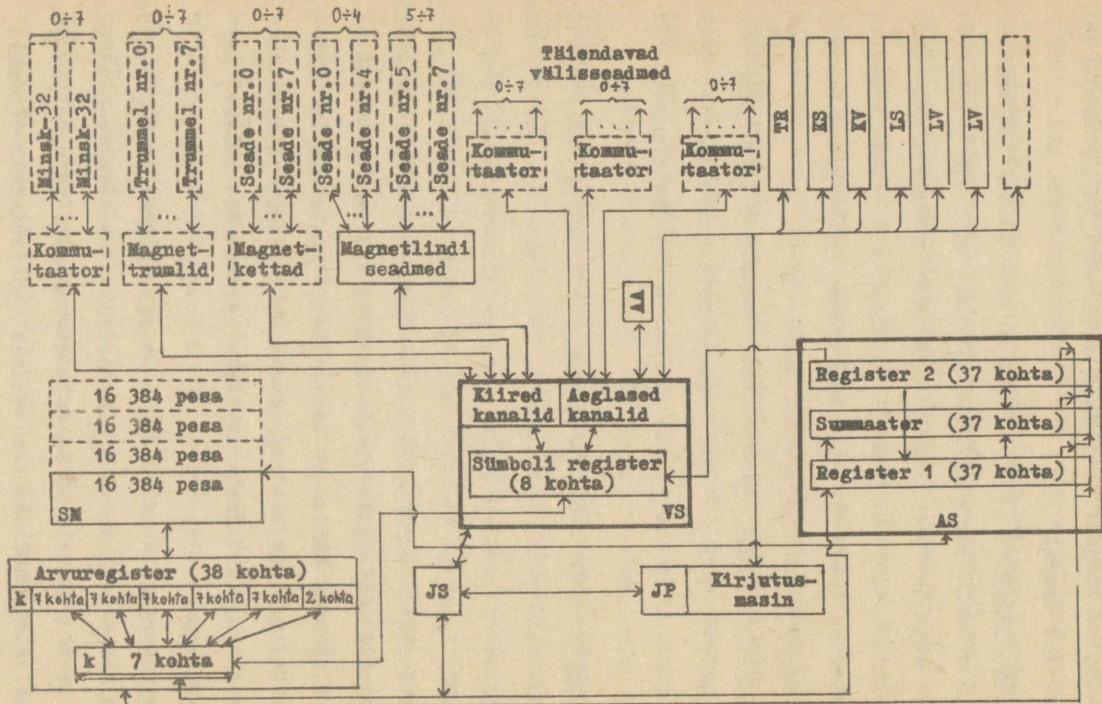 0÷7
0÷7
0÷7
0÷4
5÷7
Minsk-32
Minsk-32
Trummel nr.0
Trummel nr.7
Seade nr.0
Seade nr.7
Seade nr.0
Seade nr.4
Seade nr.5
Seade nr.7
Täiendavad
välisseadmed
0÷7
0÷7
0÷7
Kommu-
taator
Kommu-
taator
Kommu-
taator
TR
KS
KV
LS
LV
LV
...
...
...
...
...
Kommu-
taator
Magnet-
trumlid
Magnet-
kettad
Magnetlindi
seadmed
AA
16 384 pesa
16 384 pesa
16 384 pesa
16 384 pesa
SM
Kiired
kanalid
Aeglased
kanalid
Sümboli register
(8 kohta)
VS
Register 2 (37 kohta)
Summaator (37 kohta)
Register 1 (37 kohta)
AS
Arvuregister (38 kohta)
k 7 kohta 7 kohta 7 kohta 7 kohta 7 kohta 2 kohta
k 7 kohta
JS
JP
Kirjutus-
masin